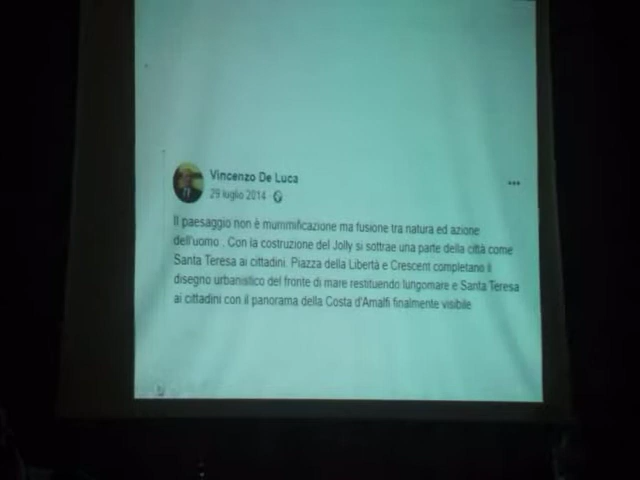 Vincenzo De Luca
29 luglio 2014
Il paesaggio non è mummificazione ma fusione tra natura ed azione
dell'uomo . Con la costruzione del Jolly si sottrae una parte della città come
Santa Teresa ai cittadini. Piazza della Libertà e Crescent completano il
disegno urbanistico del fronte di mare restituendo lungomare e Santa Teresa
ai cittadini con il panorama della Costa d'Amalfi finalmente visibile